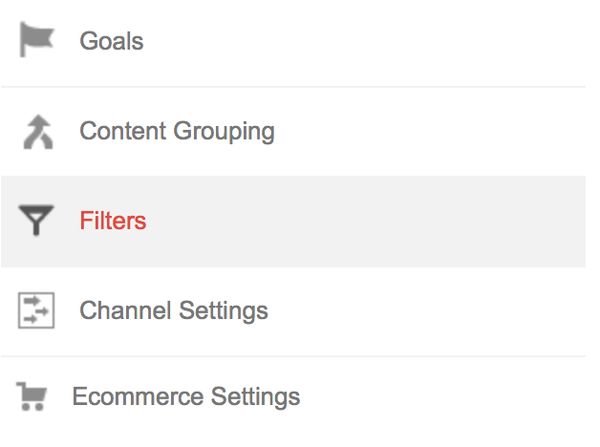 Goals
Content Grouping
Filters
Channel Settings
Ecommerce Settings